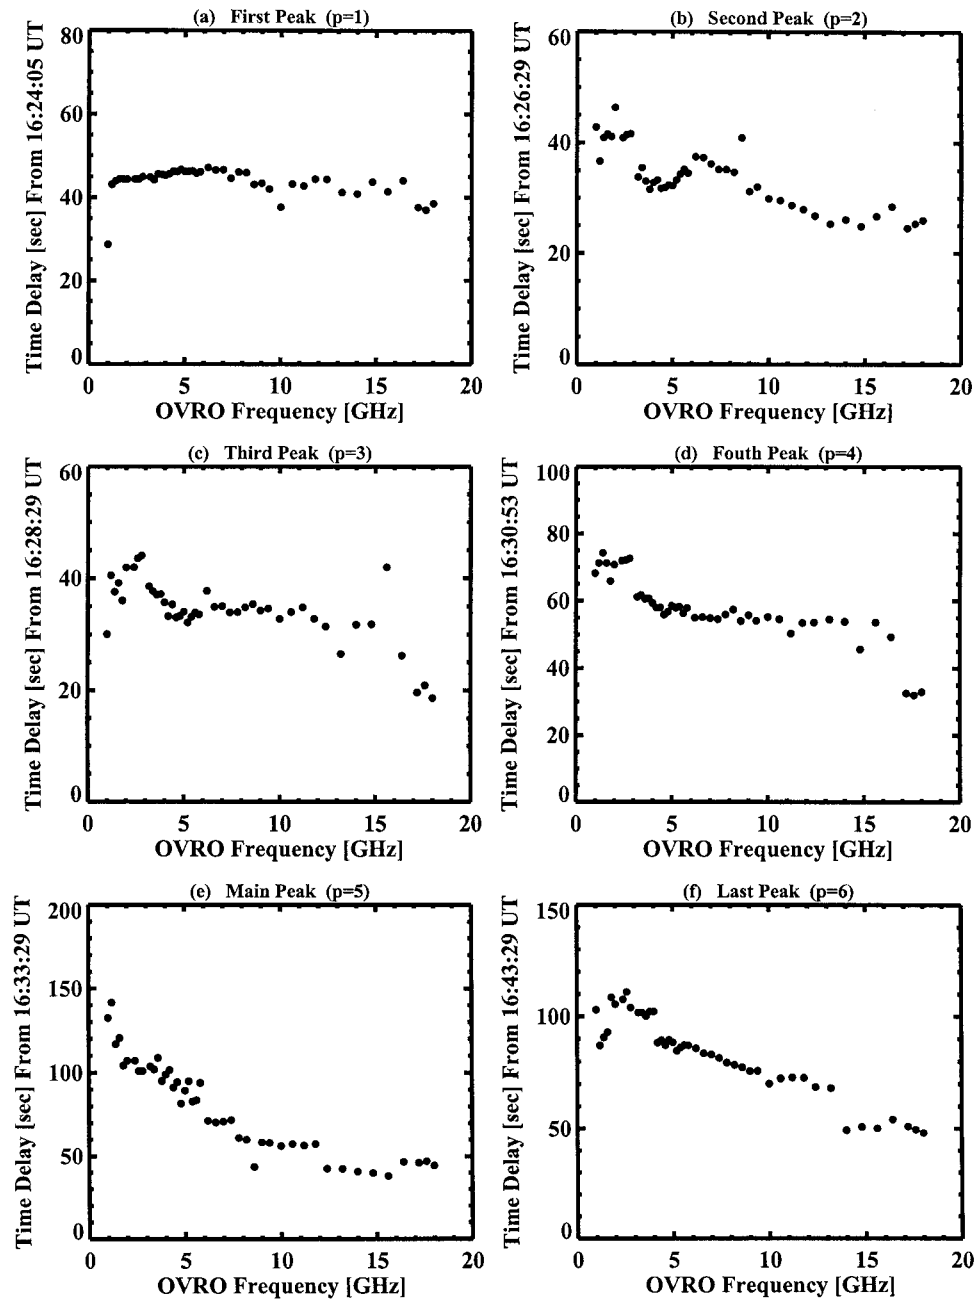 (a) First Peak (p=1)
Time Delay [sec] From 16:24:05 UT
80
60
40
20
0
0 5 10 15 20
OVRO Frequency [GHz]
(b) Second Peak (p=2)
Time Delay [sec] From 16:26:29 UT
60
40
20
0
0 5 10 15 20
OVRO Frequency [GHz]
(c) Third Peak (p=3)
Time Delay [sec] From 16:28:29 UT
60
40
20
0
0 5 10 15 20
OVRO Frequency [GHz]
(d) Fouth Peak (p=4)
Time Delay [sec] From 16:30:53 UT
100
80
60
40
20
0
0 5 10 15 20
OVRO Frequency [GHz]
(e) Main Peak (p=5)
Time Delay [sec] From 16:33:29 UT
200
150
100
50
0
0 5 10 15 20
OVRO Frequency [GHz]
(f) Last Peak (p=6)
Time Delay [sec] From 16:43:29 UT
150
100
50
0
0 5 10 15 20
OVRO Frequency [GHz]